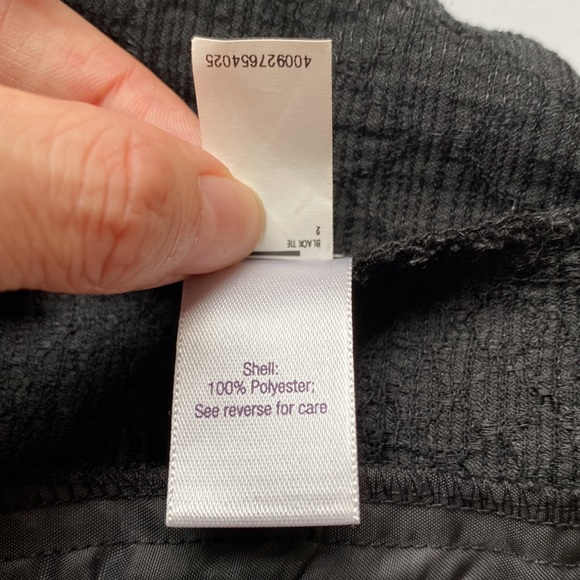 400927654025
BLACK TIE
2
Shell:
100% Polyester;
See reverse for care